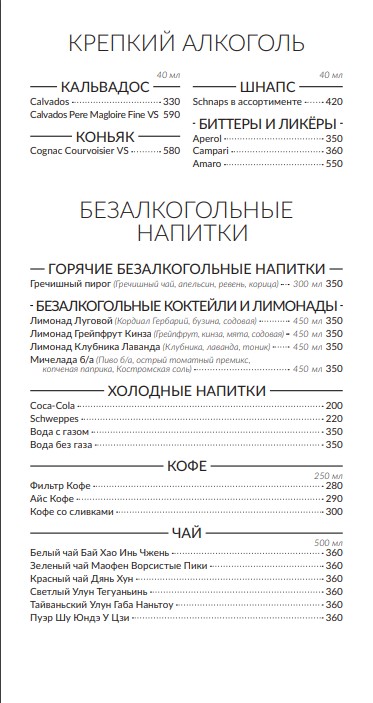 КРЕПКИЙ АЛКОГОЛЬ
40 мл
КАЛЬВАДОС
Calvados 330
Calvados Pere Magloire Fine VS 590
КОНЬЯК
Cognac Courvoisier VS 580
40 мл
ШНАПС
Schnaps в ассортименте 420
БИТТЕРЫ И ЛИКЁРЫ
Aperol 350
Campari 360
Amaro 550
БЕЗАЛКОГОЛЬНЫЕ
НАПИТКИ
ГОРЯЧИЕ БЕЗАЛКОГОЛЬНЫЕ НАПИТКИ
Гречишный пирог (Гречишный чай, апельсин, ревень, корица) 300 мл 350
БЕЗАЛКОГОЛЬНЫЕ КОКТЕЙЛИ И ЛИМОНАДЫ
Лимонад Луговой (Кордиал Гербарий, бузина, содовая) 450 мл 350
Лимонад Грейпфрут Кинза (Грейпфрут, кинза, мята, содовая) 450 мл 350
Лимонад Клубника Лаванда (Клубника, лаванда, тоник) 450 мл 350
Мичелада б/а (Пиво б/а, острый томатный премикс,
копченая паприка, Костромская соль) 450 мл 350
ХОЛОДНЫЕ НАПИТКИ
Coca-Cola 200
Schweppes 220
Вода с газом 350
Вода без газа 350
КОФЕ
250 мл
Фильтр Кофе 280
Айс Кофе 290
Кофе со сливками 300
ЧАЙ
500 мл
Белый чай Бай Хао Инь Чжень 360
Зеленый чай Маофен Ворсистые Пики 360
Красный чай Дянь Хун 360
Светлый Улун Тегуаньинь 360
Тайваньский Улун Габа Наньтоу 360
Пуэр Шу Юндэ У Цзи 360